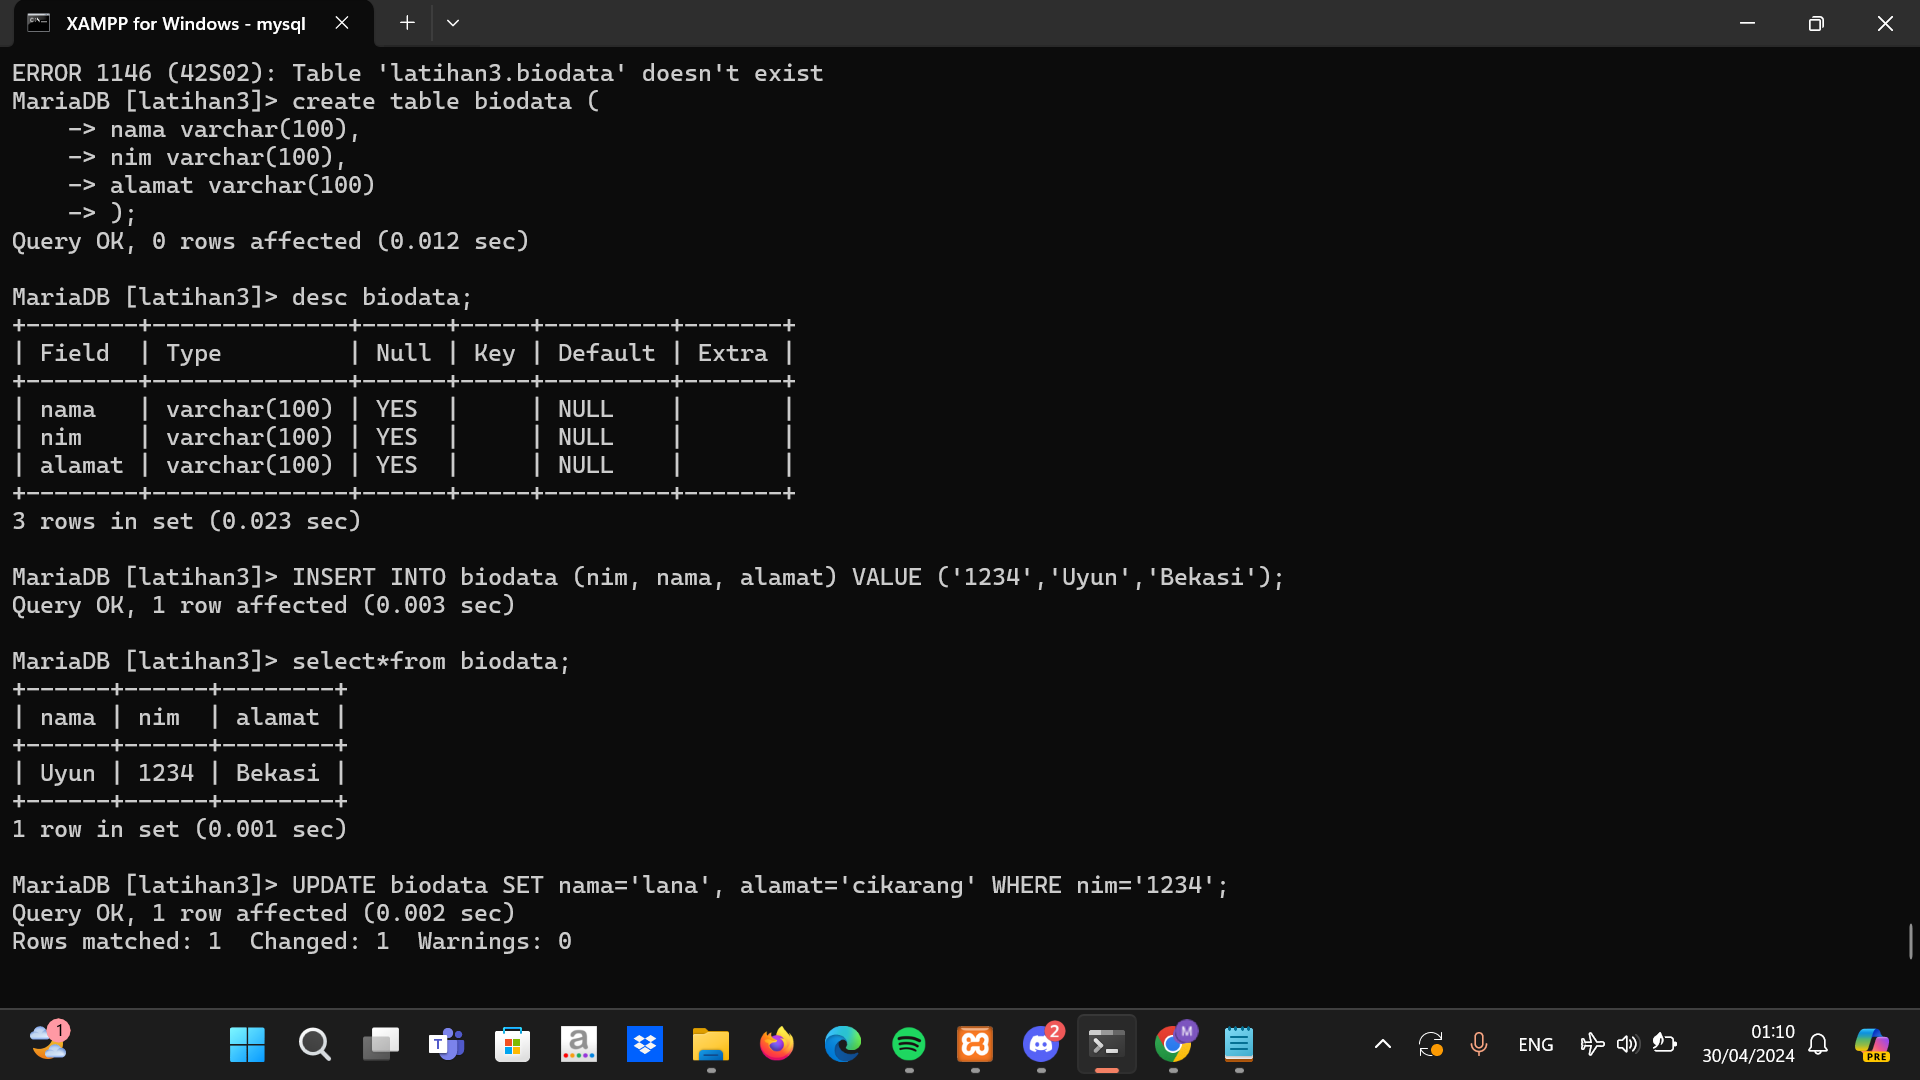 XAMPP for Windows - mysql
ERROR 1146 (42S02): Table 'latihan3.biodata' doesn't exist
MariaDB [latihan3]> create table biodata (
    -> nama varchar(100),
    -> nim varchar(100),
    -> alamat varchar(100)
    -> );
Query OK, 0 rows affected (0.012 sec)

MariaDB [latihan3]> desc biodata;
+--------+--------------+------+-----+---------+-------+
| Field  | Type         | Null | Key | Default | Extra |
+--------+--------------+------+-----+---------+-------+
| nama   | varchar(100) | YES  |     | NULL    |       |
| nim    | varchar(100) | YES  |     | NULL    |       |
| alamat | varchar(100) | YES  |     | NULL    |       |
+--------+--------------+------+-----+---------+-------+
3 rows in set (0.023 sec)

MariaDB [latihan3]> INSERT INTO biodata (nim, nama, alamat) VALUE ('1234','Uyun','Bekasi');
Query OK, 1 row affected (0.003 sec)

MariaDB [latihan3]> select*from biodata;
+------+------+--------+
| nama | nim  | alamat |
+------+------+--------+
| Uyun | 1234 | Bekasi |
+------+------+--------+
1 row in set (0.001 sec)

MariaDB [latihan3]> UPDATE biodata SET nama='lana', alamat='cikarang' WHERE nim='1234';
Query OK, 1 row affected (0.002 sec)
Rows matched: 1  Changed: 1  Warnings: 0
1
T
a
2
M
ENG
01:10
30/04/2024
PRE